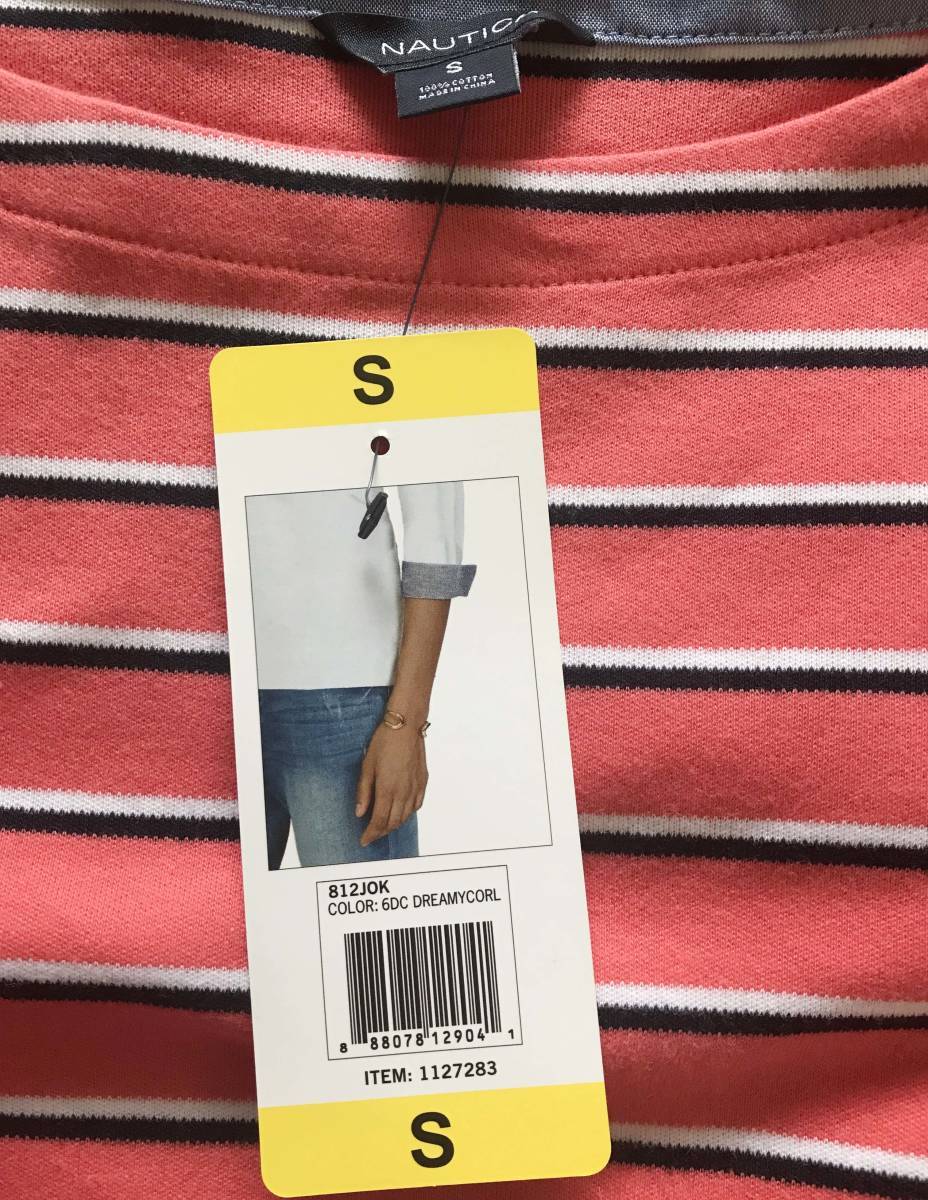 NAUTICA
S
100% COTTON
MADE IN CHINA
S
812JOK
COLOR: 6DC DREAMYCORL
8 88078 12904 1
ITEM: 1127283
S